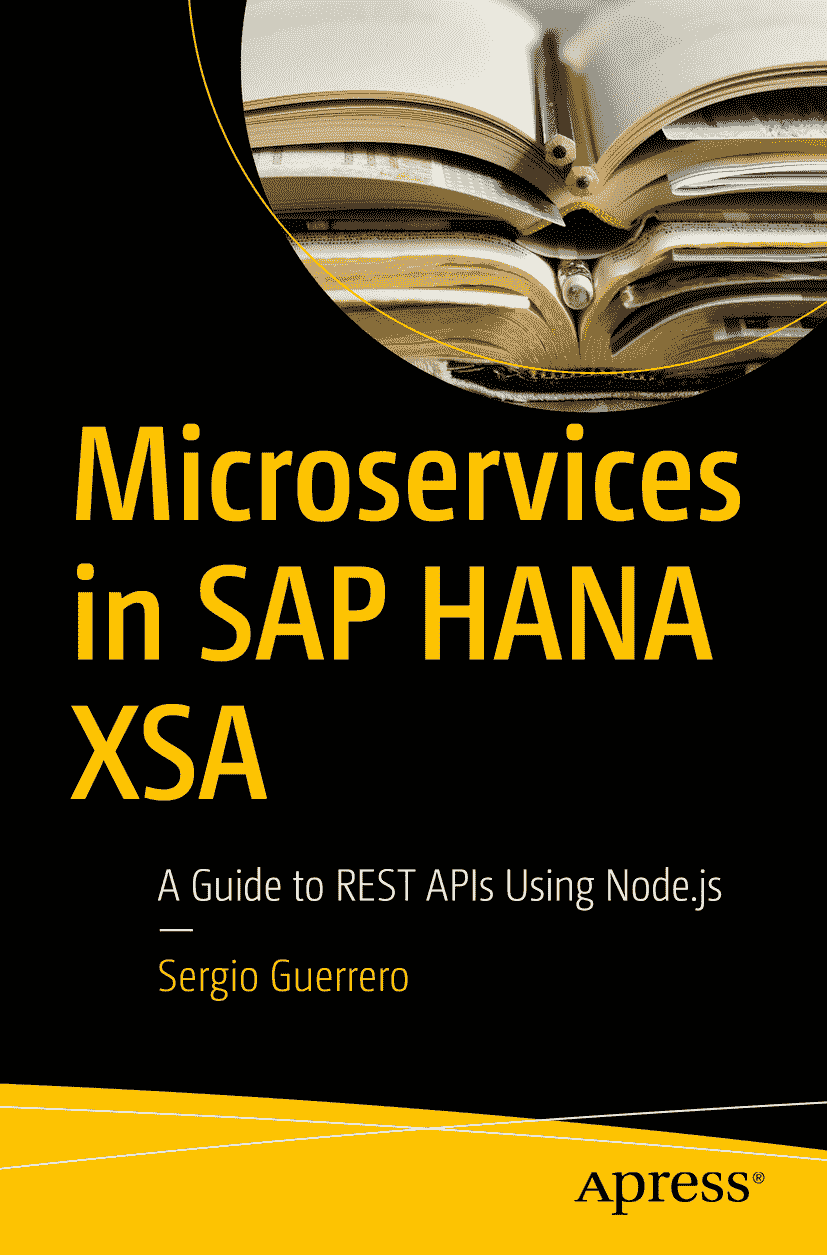 Microservices
in SAP HANA
XSA
A Guide to REST APIs Using Node.js
—
Sergio Guerrero
Apress®